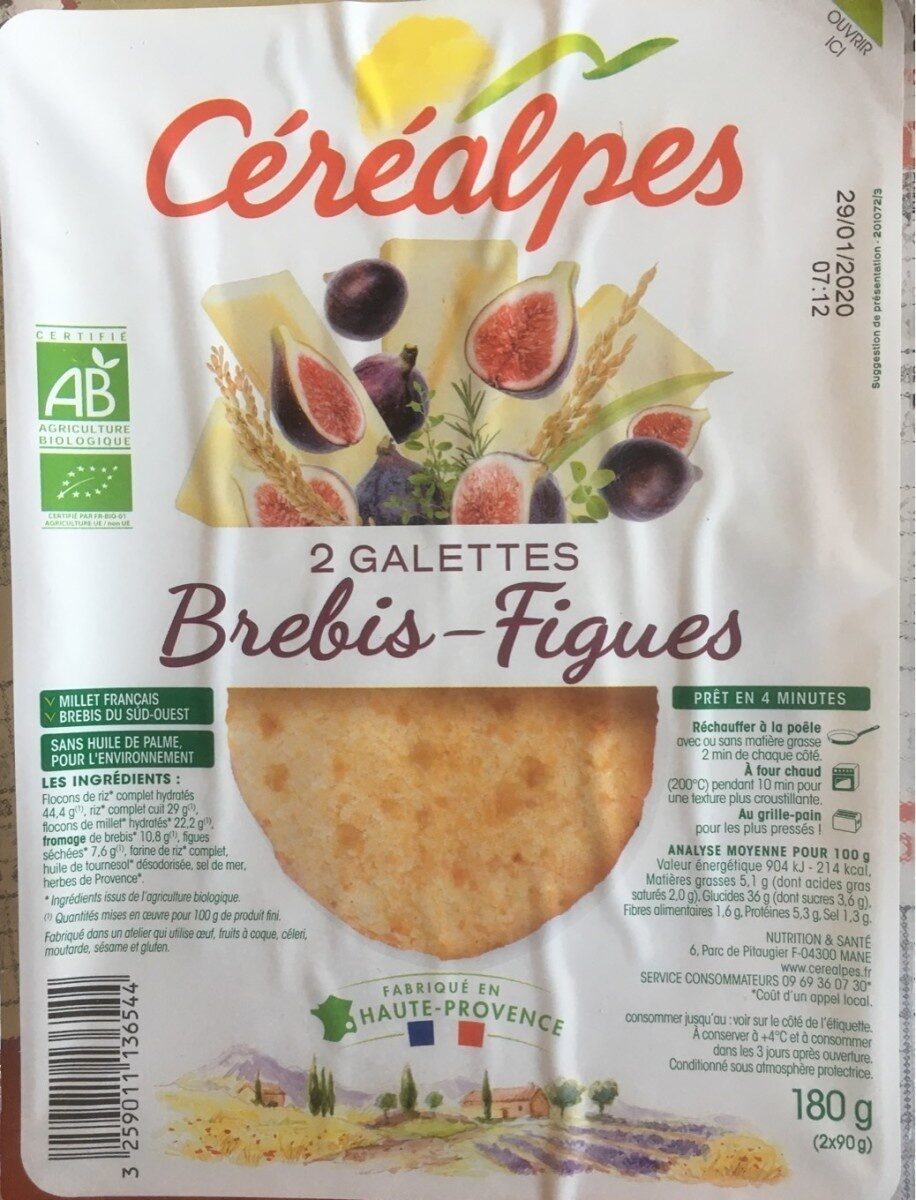 OUVRIR
ICI
Céréalpes
29/01/2020
07:12
Suggestion de présentation - 201072/3
CERTIFIÉ
AB
AGRICULTURE
BIOLOGIQUE
CERTIFIÉ PAR FR-BIO-01
AGRICULTURE UE / non UE
2 GALETTES
Brebis-Figues
MILLET FRANÇAIS
BREBIS DU SUD-OUEST
SANS HUILE DE PALME,
POUR L'ENVIRONNEMENT
LES INGRÉDIENTS :
Flocons de riz* complet hydratés
44,4 g⁽¹⁾, riz* complet cuit 29 g⁽¹⁾,
flocons de millet* hydratés* 22,2 g⁽¹⁾,
fromage de brebis* 10,8 g⁽¹⁾, figues
séchées* 7,6 g⁽¹⁾, farine de riz* complet,
huile de tournesol* désodorisée, sel de mer,
herbes de Provence*.
* Ingrédients issus de l'agriculture biologique.
(1) Quantités mises en œuvre pour 100 g de produit fini.
Fabriqué dans un atelier qui utilise œuf, fruits à coque, céleri,
moutarde, sésame et gluten.
3 259011 136544
PRÊT EN 4 MINUTES
Réchauffer à la poêle
avec ou sans matière grasse
2 min de chaque côté.
À four chaud
(200°C) pendant 10 min pour
une texture plus croustillante.
Au grille-pain
pour les plus pressés !
ANALYSE MOYENNE POUR 100 g
Valeur énergétique 904 kJ - 214 kcal,
Matières grasses 5,1 g (dont acides gras
saturés 2,0 g), Glucides 36 g (dont sucres 3,6 g),
Fibres alimentaires 1,6 g, Protéines 5,3 g, Sel 1,3 g.
NUTRITION & SANTÉ
6, Parc de Pitaugier F-04300 MANE
www.cerealpes.fr
SERVICE CONSOMMATEURS 09 69 36 07 30*
*Coût d'un appel local.
consommer jusqu'au : voir sur le côté de l'étiquette.
À conserver à +4°C et à consommer
dans les 3 jours après ouverture.
Conditionné sous atmosphère protectrice.
FABRIQUÉ EN
HAUTE-PROVENCE
180 g
(2x90 g)